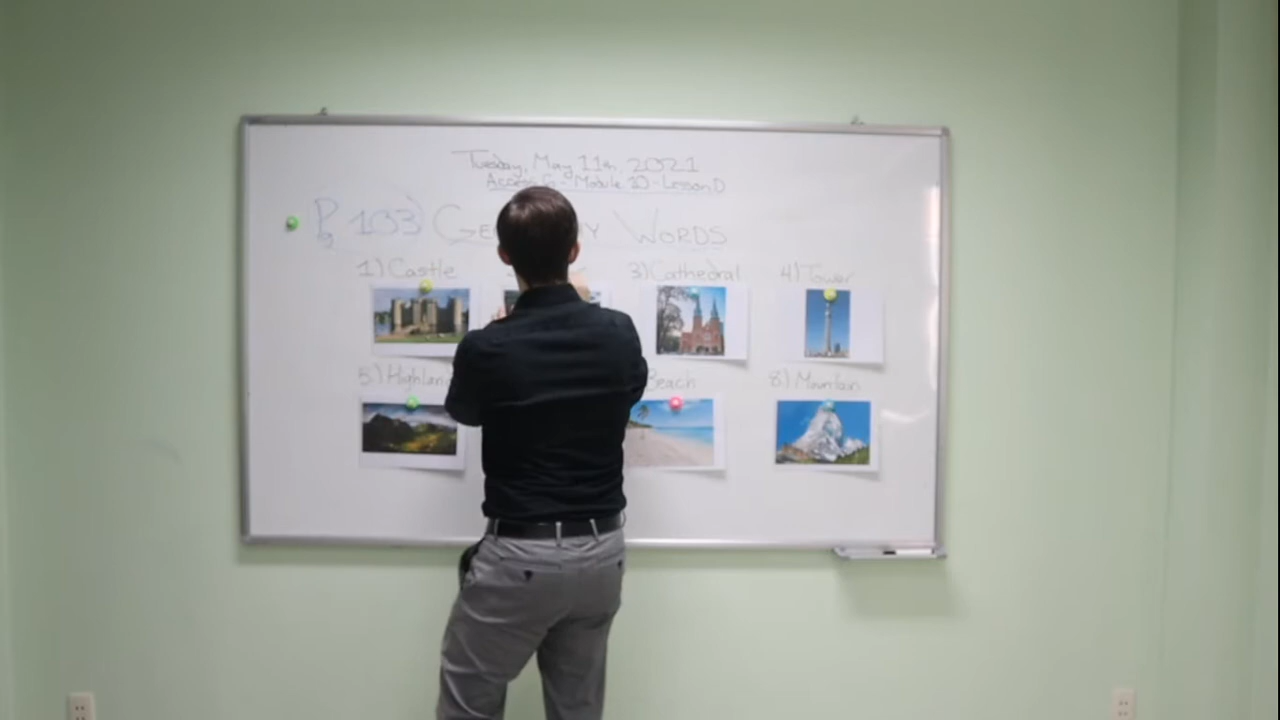 Tuesday, May 11th, 2021
Module 10 - Lesson D
Pg 103) WORDS
1) Castle
3) Cathedral
4) Tower
5) Highlan
Beach
8) Mountain